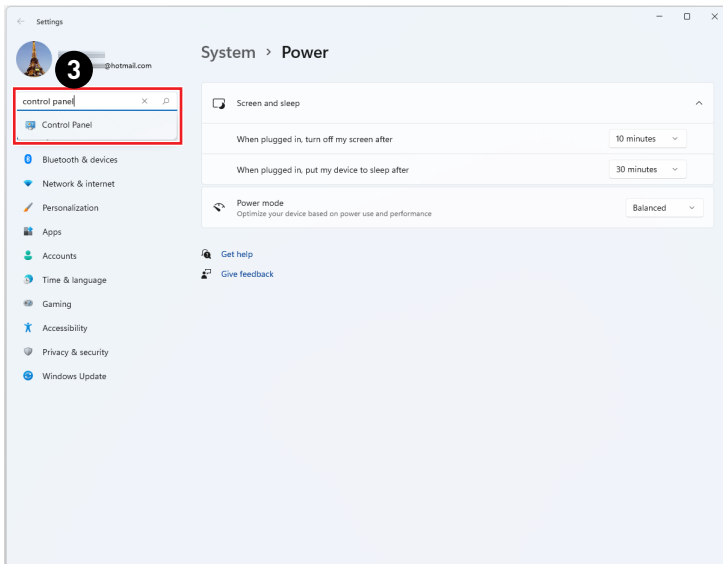 Settings
@hotmail.com
3
control panel
Control Panel
Bluetooth & devices
Network & internet
Personalization
Apps
Accounts
Time & language
Gaming
Accessibility
Privacy & security
Windows Update
System > Power
Screen and sleep
When plugged in, turn off my screen after 10 minutes
When plugged in, put my device to sleep after 30 minutes
Power mode
Optimize your device based on power use and performance
Balanced
Get help
Give feedback